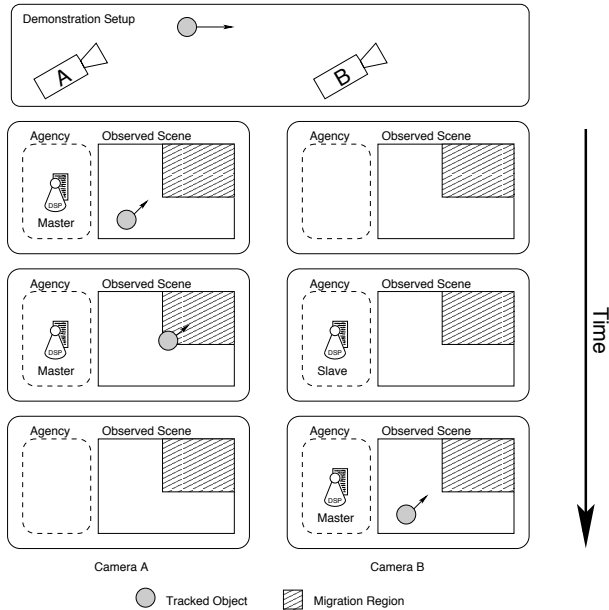 Demonstration Setup
A
B
Agency Observed Scene
DSP
Master
Agency Observed Scene
Agency Observed Scene
DSP
Master
Agency Observed Scene
DSP
Slave
Agency Observed Scene
Agency Observed Scene
DSP
Master
Time
Camera A
Camera B
Tracked Object
Migration Region